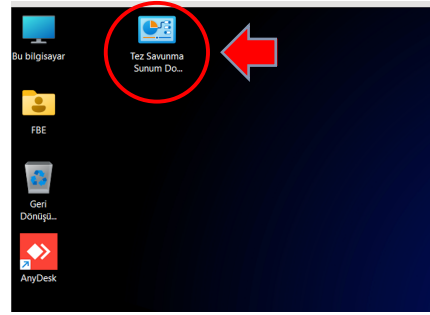 Bu bilgisayar
Tez Savunma
Sunum Do...
FBE
Geri
Dönüşü...
AnyDesk